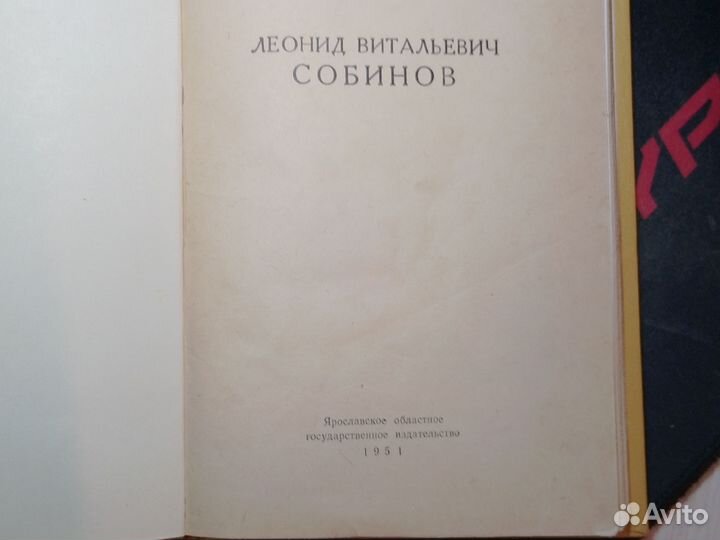 ЛЕОНИД ВИТАЛЬЕВИЧ
СОБИНОВ
Ярославское областное
государственное издательство
1951
Avito